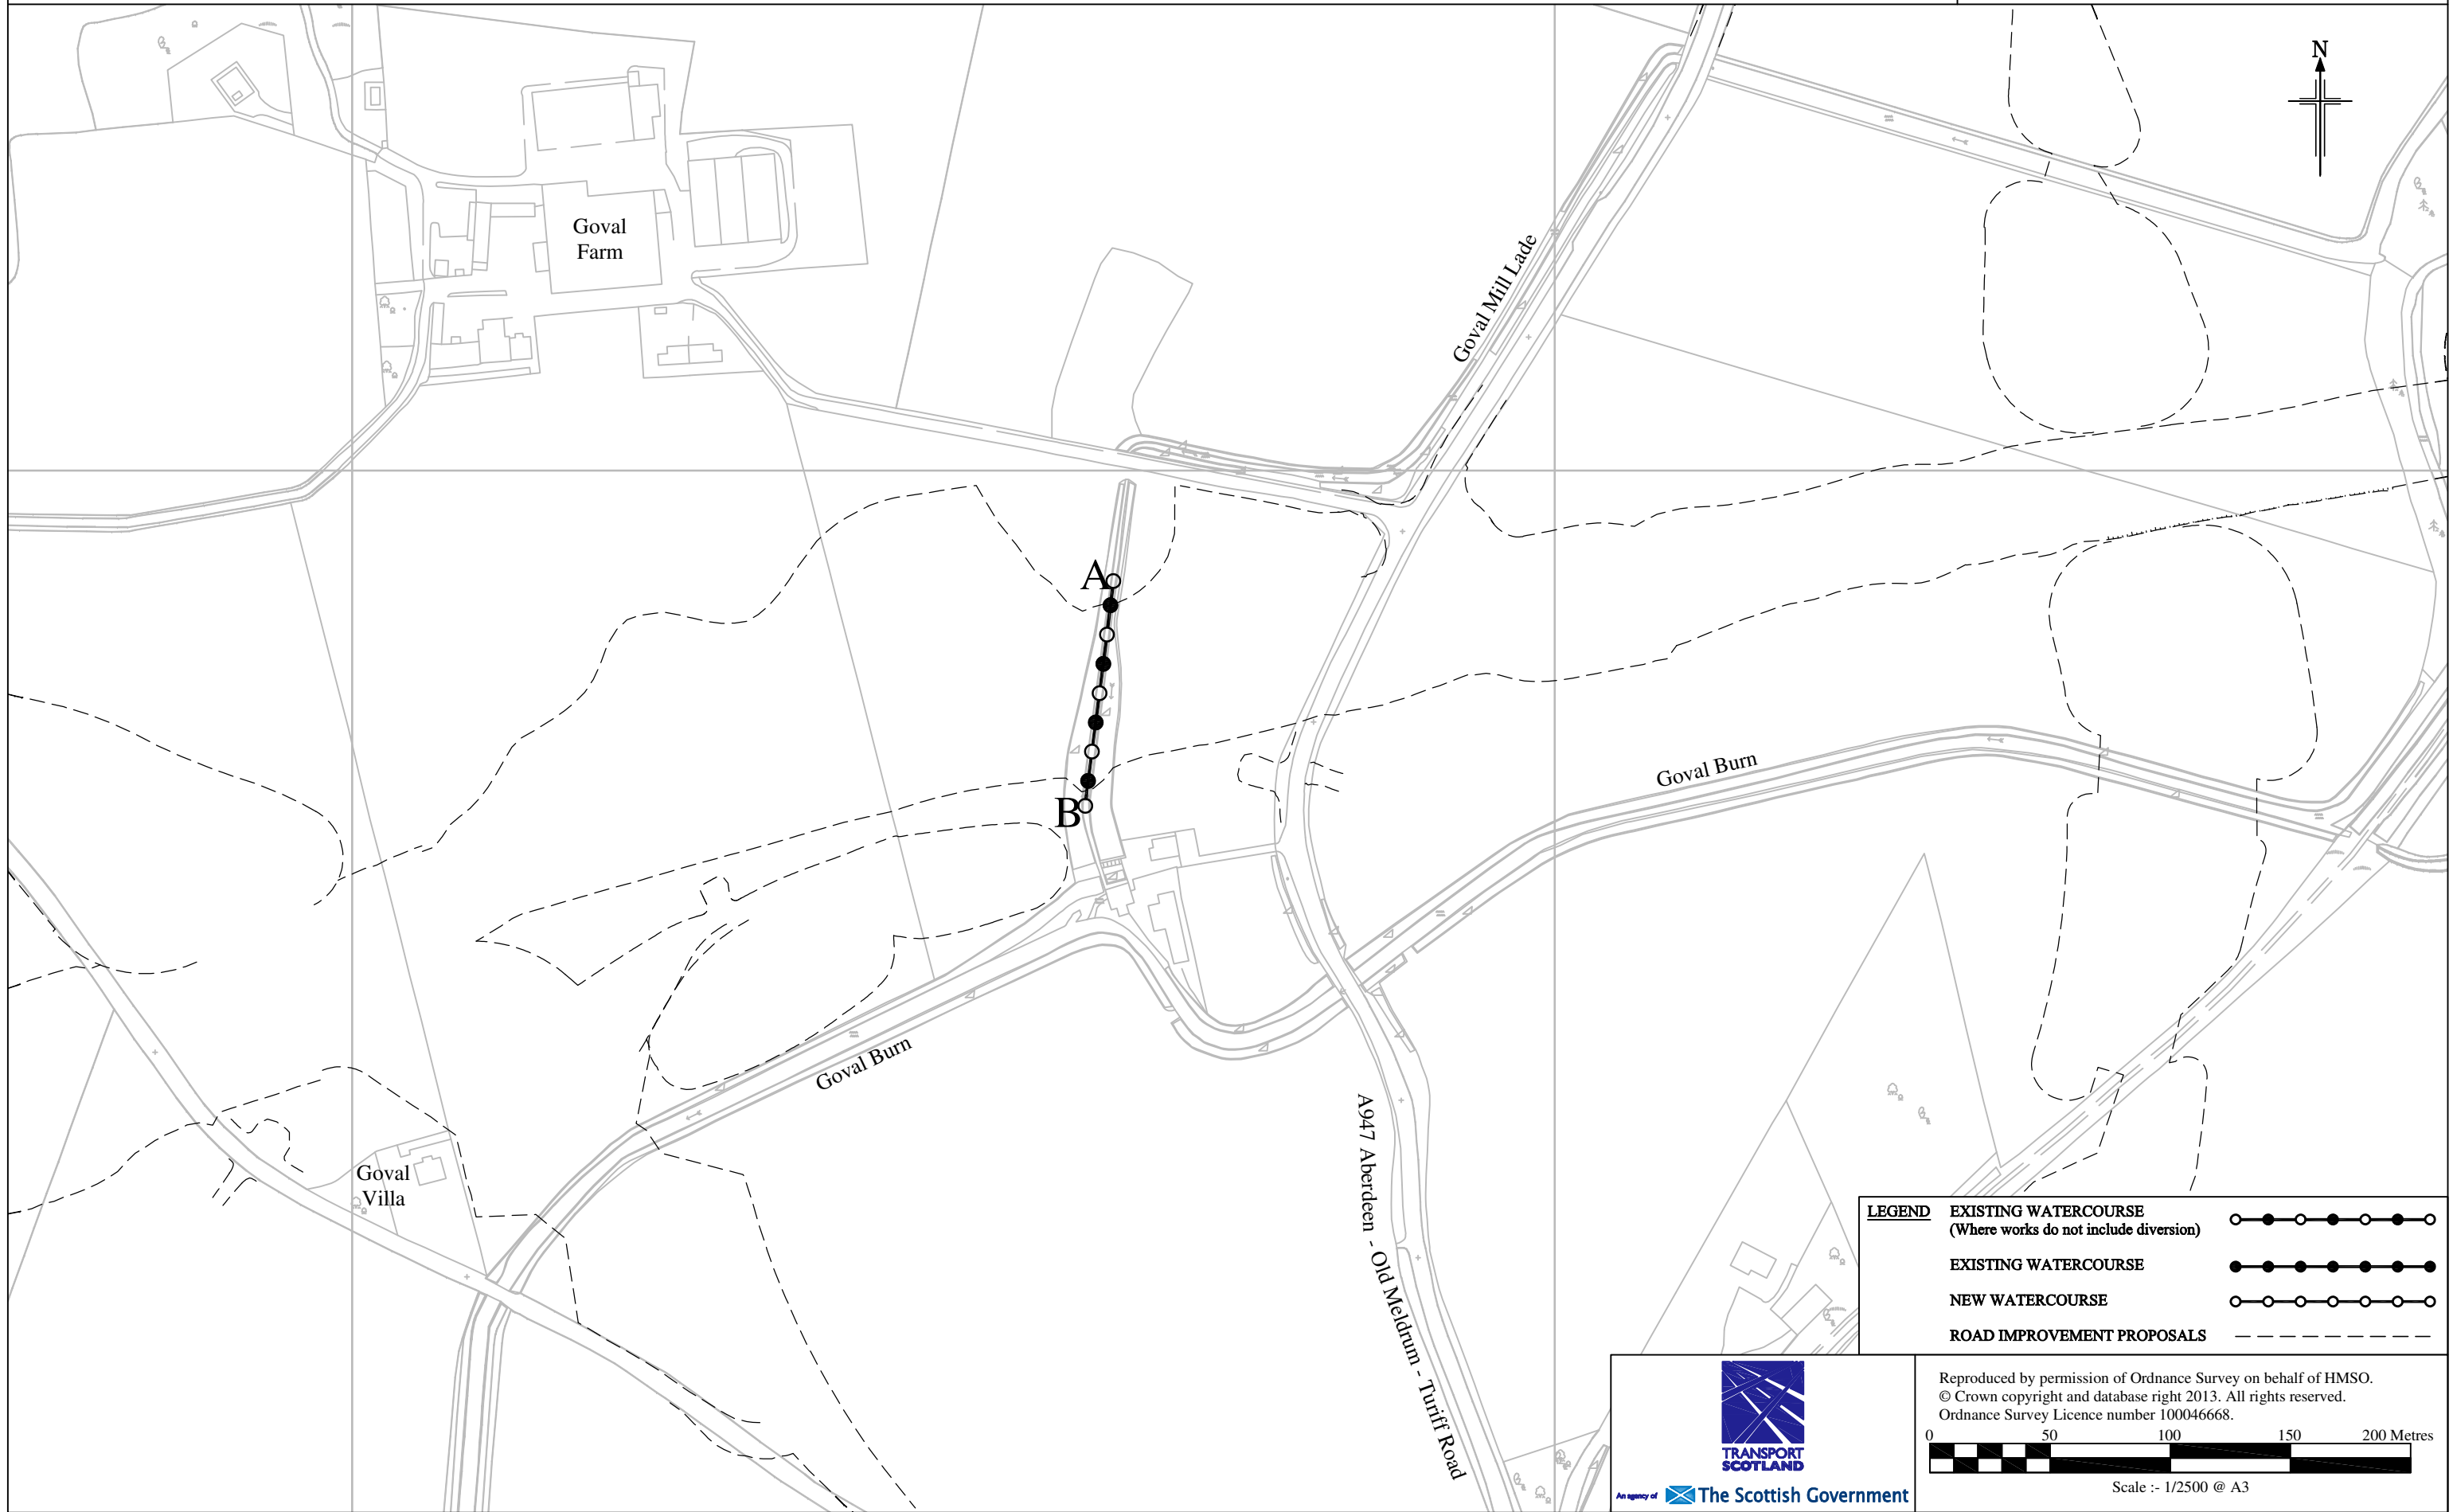 N
Goval
Farm
Goval Mill Lade
A
B
Goval Burn
Goval Burn
A947 Aberdeen - Old Meldrum - Turiff Road
Goval
Villa
LEGEND
EXISTING WATERCOURSE
(Where works do not include diversion)
EXISTING WATERCOURSE
NEW WATERCOURSE
ROAD IMPROVEMENT PROPOSALS
TRANSPORT
SCOTLAND
An agency of The Scottish Government
Reproduced by permission of Ordnance Survey on behalf of HMSO.
© Crown copyright and database right 2013. All rights reserved.
Ordnance Survey Licence number 100046668.
0 50 100 150 200 Metres
Scale :- 1/2500 @ A3